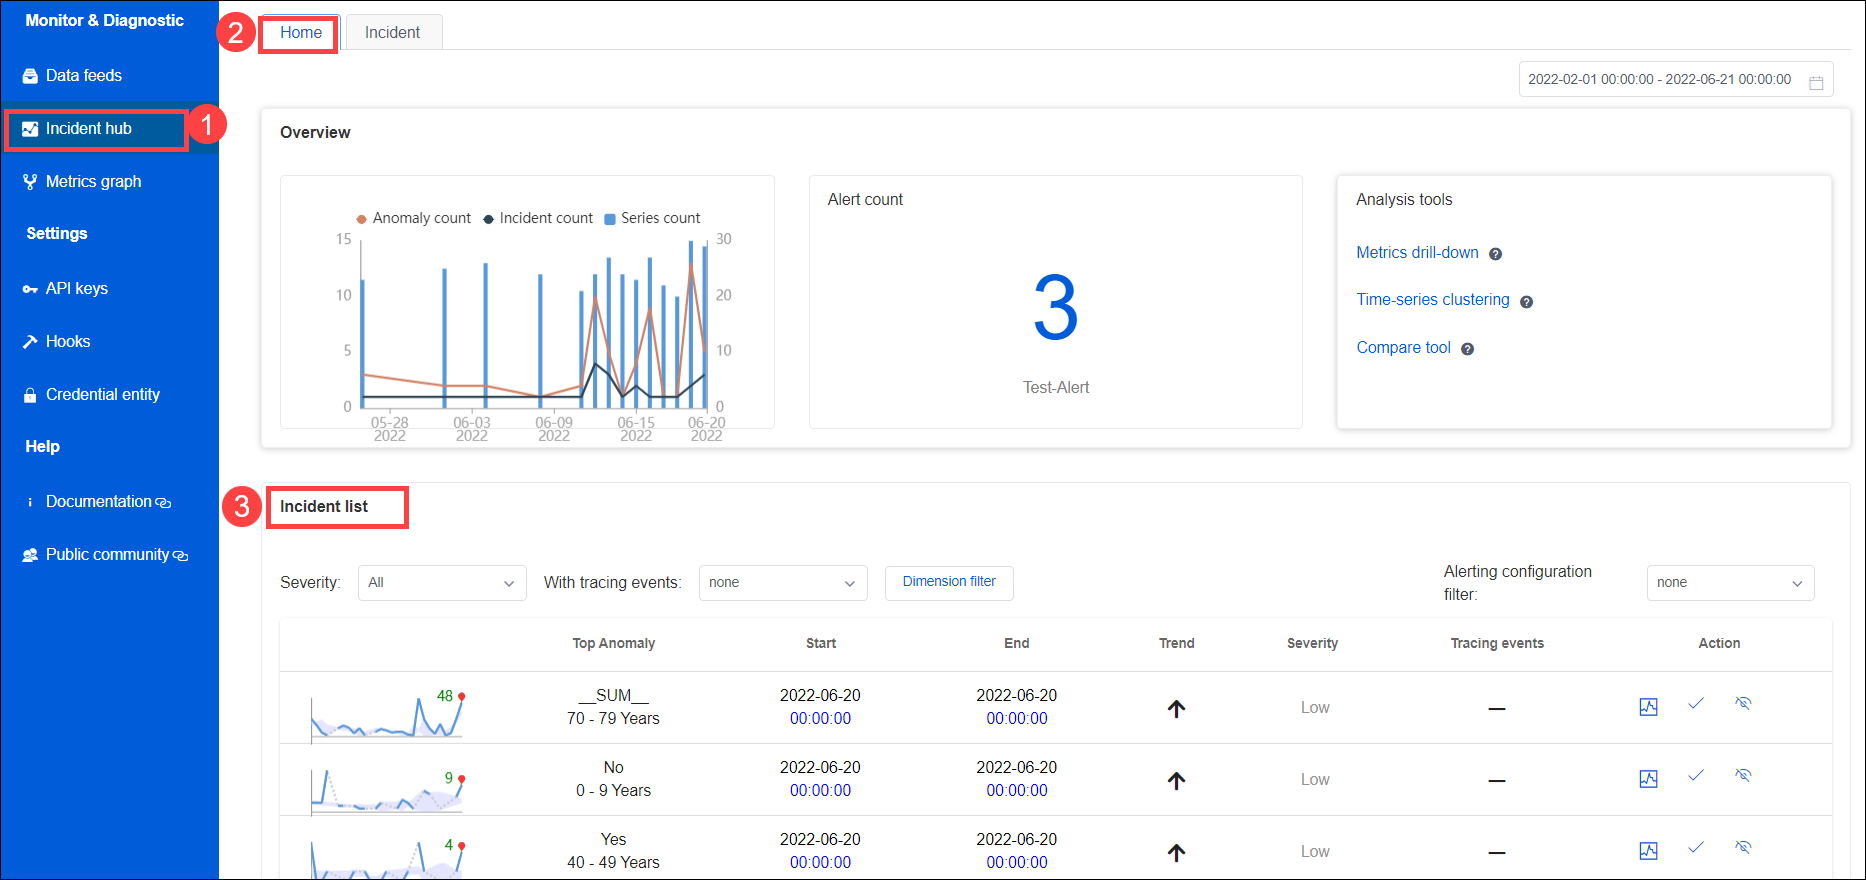 Monitor & Diagnostic
Data feeds
Incident hub
1
Metrics graph
Settings
API keys
Hooks
Credential entity
Help
Documentation
Public community
2
Home
Incident
2022-02-01 00:00:00 - 2022-06-21 00:00:00
Overview
Anomaly count
Incident count
Series count
15
30
10
20
5
10
0
0
05-28
2022
06-03
2022
06-09
2022
06-15
2022
06-20
2022
Alert count
3
Test-Alert
Analysis tools
Metrics drill-down ?
Time-series clustering ?
Compare tool ?
3
Incident list
Severity:
All
With tracing events:
none
Dimension filter
Alerting configuration
filter:
none
Top Anomaly
Start
End
Trend
Severity
Tracing events
Action
48
__SUM__
70 - 79 Years
2022-06-20
00:00:00
2022-06-20
00:00:00
Low
—
9
No
0 - 9 Years
2022-06-20
00:00:00
2022-06-20
00:00:00
Low
—
4
Yes
40 - 49 Years
2022-06-20
00:00:00
2022-06-20
00:00:00
Low
—